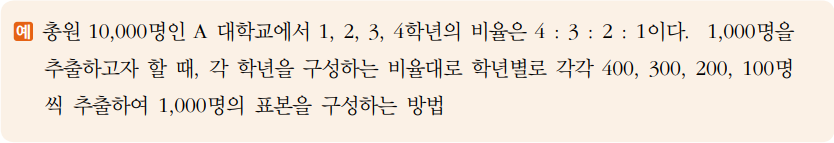 예 총원 10,000명인 A 대학교에서 1, 2, 3, 4학년의 비율은 4 : 3 : 2 : 1이다. 1,000명을
추출하고자 할 때, 각 학년을 구성하는 비율대로 학년별로 각각 400, 300, 200, 100명
씩 추출하여 1,000명의 표본을 구성하는 방법